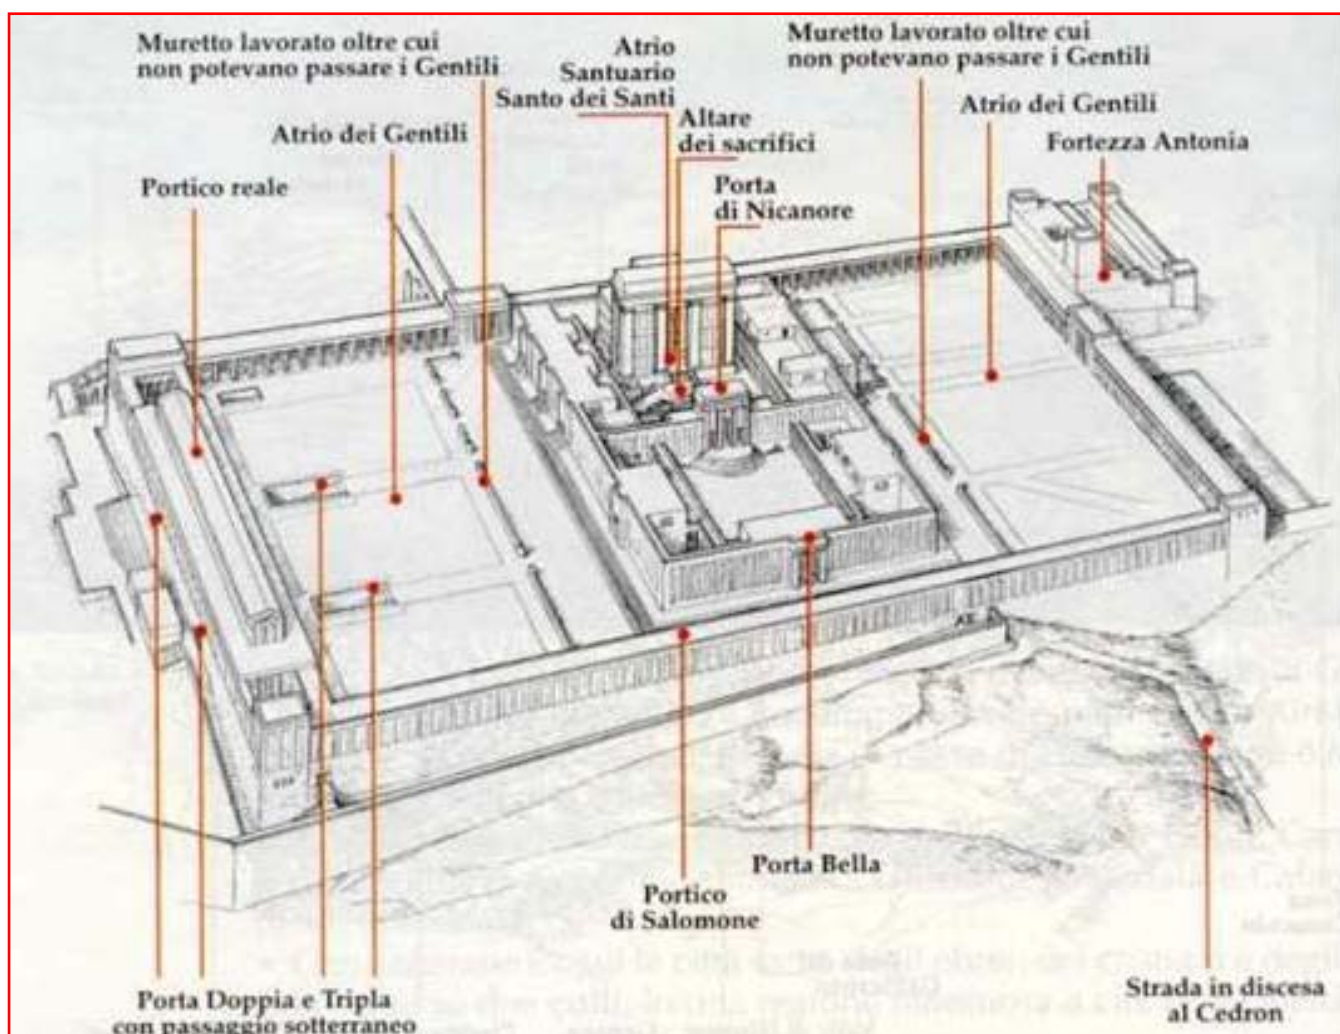 Muretto lavorato oltre cui
non potevano passare i Gentili
Atrio
Santuario
Santo dei Santi
Muretto lavorato oltre cui
non potevano passare i Gentili
Atrio dei Gentili
Altare
dei sacrifici
Atrio dei Gentili
Fortezza Antonia
Portico reale
Porta
di Nicanore
Porta Bella
Portico
di Salomone
Porta Doppia e Tripla
con passaggio sotterraneo
Strada in discesa
al Cedron